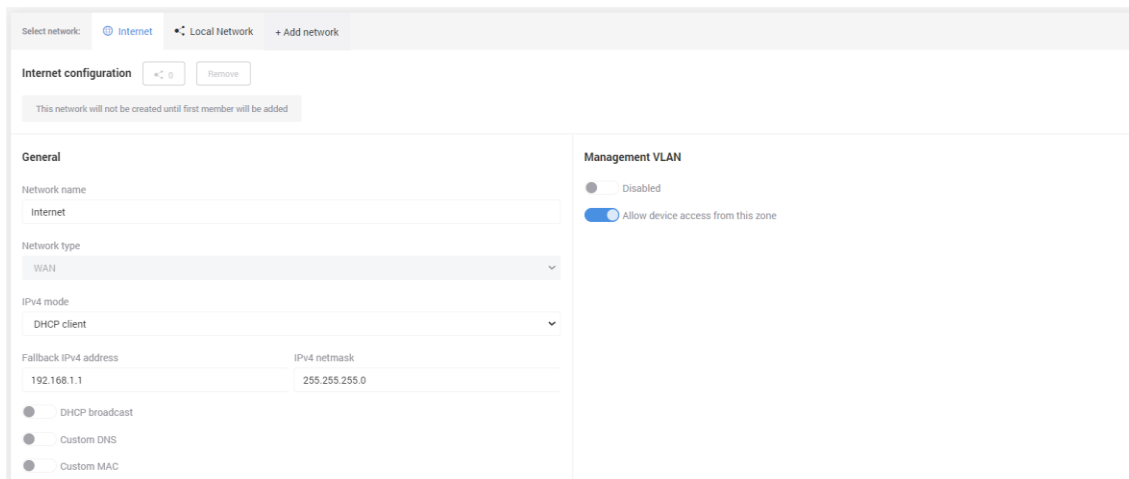 Select network: Internet Local Network + Add network
Internet configuration 0 Remove
This network will not be created until first member will be added
General
Network name
Internet
Network type
WAN
IPv4 mode
DHCP client
Fallback IPv4 address IPv4 netmask
192.168.1.1 255.255.255.0
DHCP broadcast
Custom DNS
Custom MAC
Management VLAN
Disabled
Allow device access from this zone